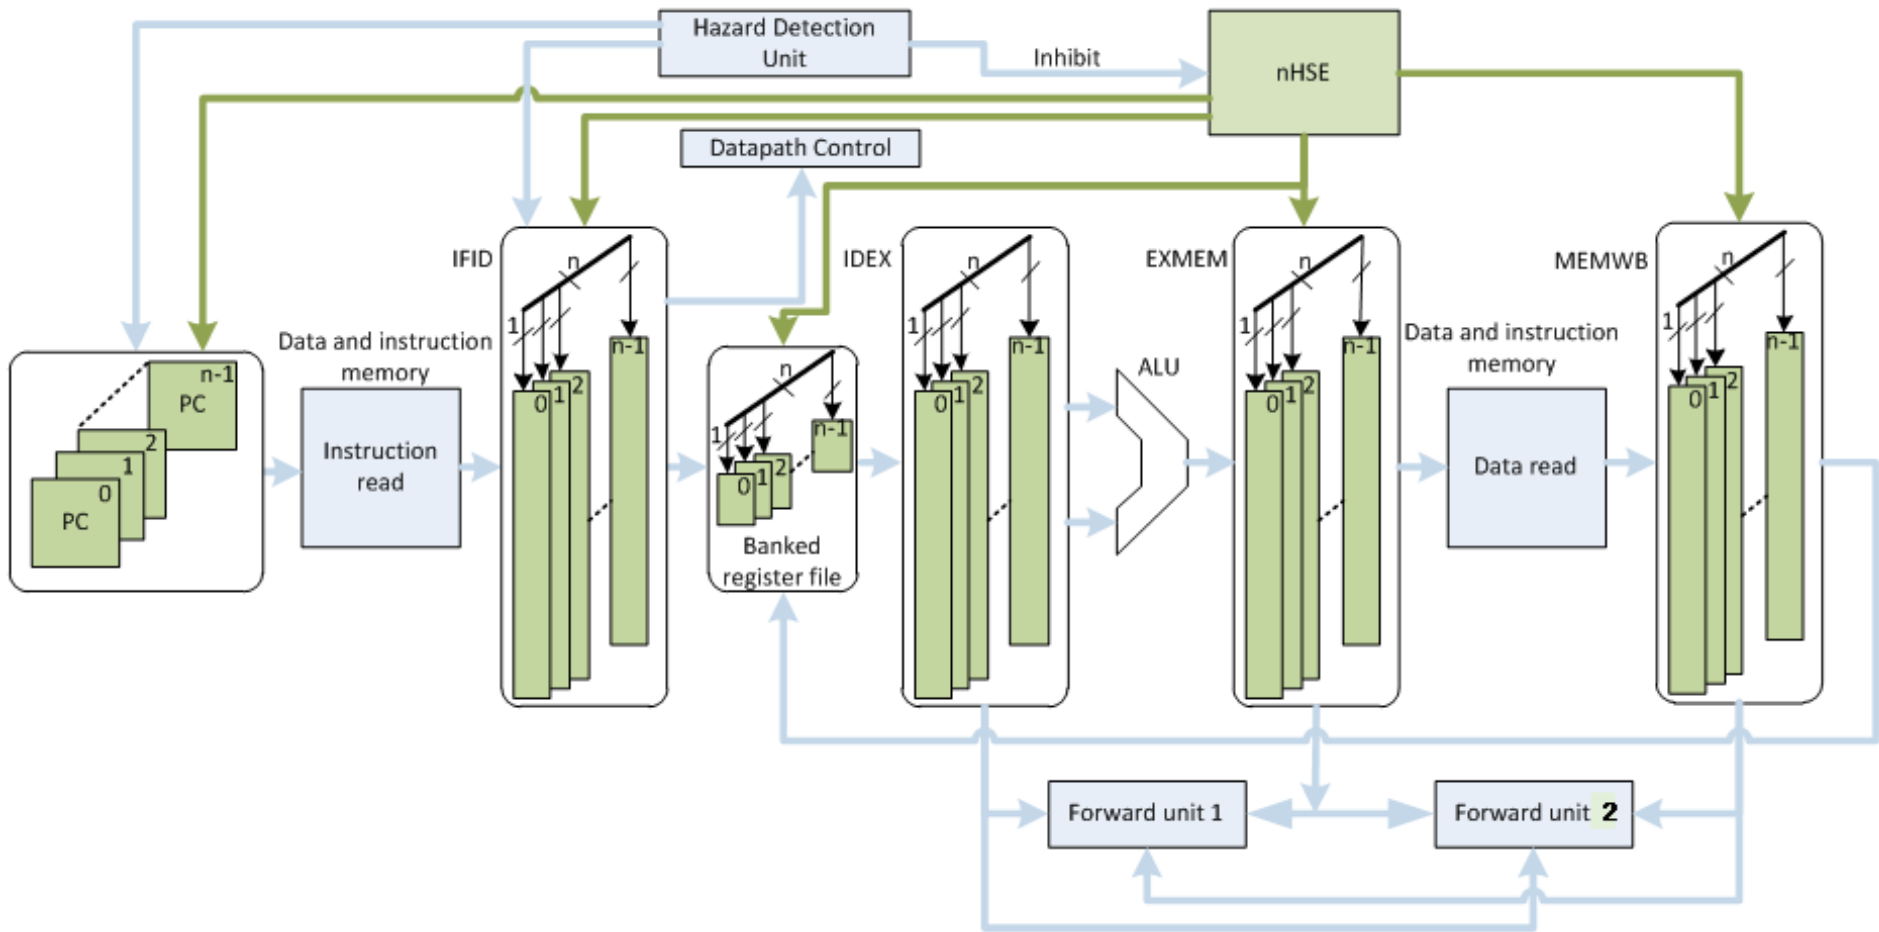 Hazard Detection
Unit
Inhibit
nHSE
Datapath Control
IFID
n
1
0
1
2
n-1
IDEX
n
1
0
1
2
n-1
EXMEM
n
1
0
1
2
n-1
MEMWB
n
1
0
1
2
n-1
n-1
PC
2
1
0
PC
Data and instruction
memory
Instruction
read
n
1
0
1
2
n-1
Banked
register file
ALU
Data and instruction
memory
Data read
Forward unit 1
Forward unit 2